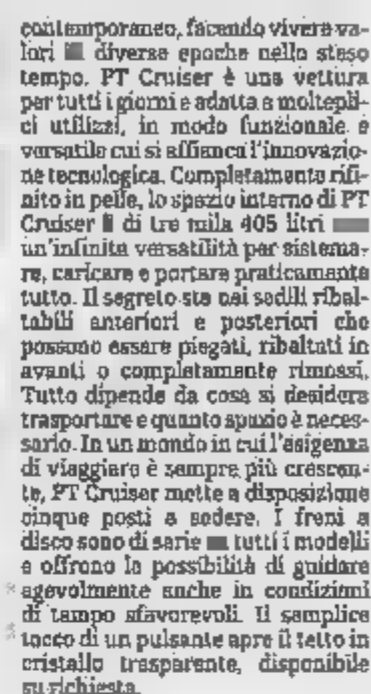 contemporaneo, facendo vivere va-
lori diverse epoche nello steso
tempo. PT Cruiser è una vettura
per tutti i giorni e adatta a moltepli-
ci utilizzi, in modo funzionale e
versatile cui si affianca l'innovazio-
ne tecnologica. Completamente rifi-
nito in pelle, lo spazio interno di PT
Cruiser di tre mila 405 litri
un'infinita versatilità per sistema-
re, caricare e portare praticamente
tutto. Il segreto sta nei sedili ribal-
tabili anteriori e posteriori che
possono essere piegati, ribaltati in
avanti o completamente rimossi.
Tutto dipende da cosa si desidera
trasportare e quanto spazio è neces-
sario. In un mondo in cui l'esigenza
di viaggiare è sempre più crescen-
te, PT Cruiser mette a disposizione
cinque posti a sedere. I freni a
disco sono di serie tutti i modelli
e offrono la possibilità di guidare
agevolmente anche in condizioni
di tempo sfavorevoli. Il semplice
tocco di un pulsante apre il tetto in
cristallo trasparente, disponibile
su richiesta.